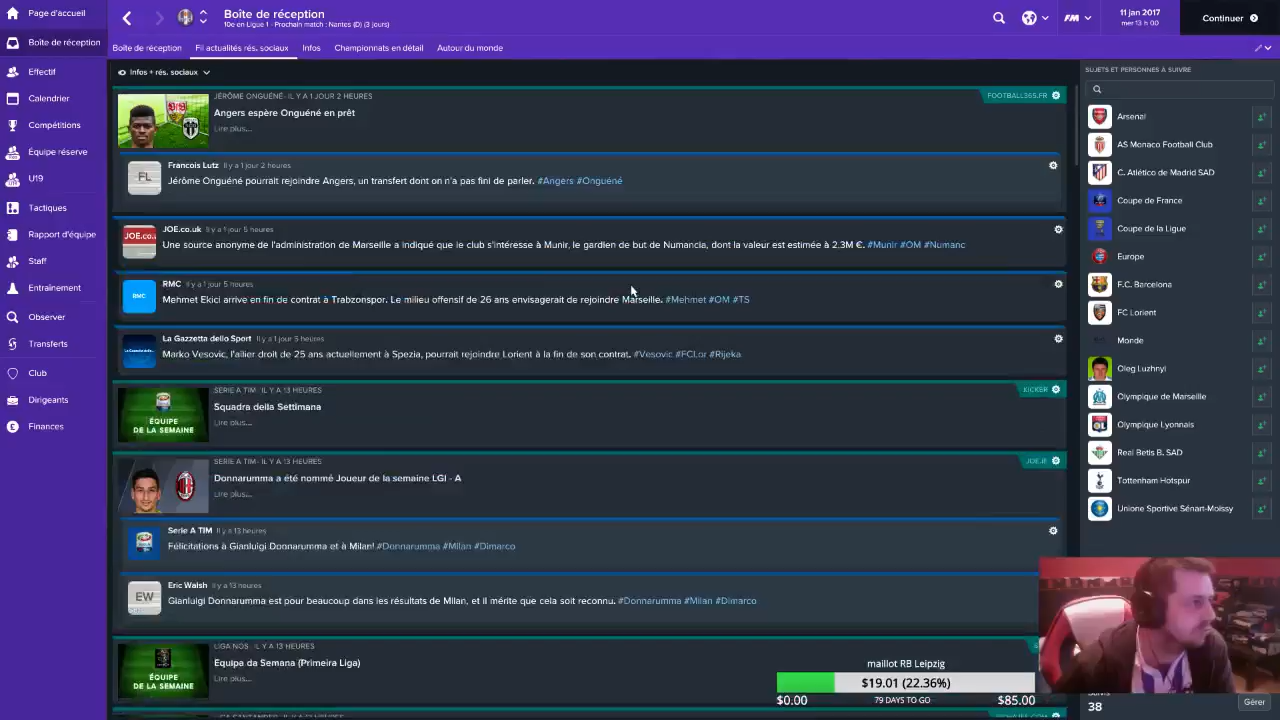 Page d'accueil
Boîte de réception
Effectif
Calendrier
Compétitions
Équipe réserve
U19
Tactiques
Rapport d'équipe
Staff
Entraînement
Observer
Transferts
Club
Dirigeants
Finances
Boîte de réception
10e en Ligue 1 - Prochain match : Nantes (D) (3 jours)
FM
11 jan 2017
mer 13 h 00
Continuer
Boîte de réception
Fil actualités rés. sociaux
Infos
Championnats en détail
Autour du monde
Infos + rés. sociaux
JÉRÔME ONGUÉNÉ- IL Y A 1 JOUR 2 HEURES
FOOTBALL365.FR
Angers espère Onguéné en prêt
Lire plus...
FL
Francois Lutz Il y a 1 jour 2 heures
Jérôme Onguéné pourrait rejoindre Angers, un transfert dont on n'a pas fini de parler. #Angers #Onguéné
JOE.co.uk Il y a 1 jour 5 heures
Une source anonyme de l'administration de Marseille a indiqué que le club s'intéresse à Munir, le gardien de but de Numancia, dont la valeur est estimée à 2,3M €. #Munir #OM #Numanc
RMC
RMC Il y a 1 jour 5 heures
Mehmet Ekici arrive en fin de contrat à Trabzonspor. Le milieu offensif de 26 ans envisagerait de rejoindre Marseille. #Mehmet #OM #TS
La Gazzetta dello Sport Il y a 1 jour 5 heures
Marko Vesovic, l'ailier droit de 25 ans actuellement à Spezia, pourrait rejoindre Lorient à la fin de son contrat. #Vesovic #FCLor #Rijeka
SERIE A TIM- IL Y A 13 HEURES
KICKER
Squadra della Settimana
Lire plus...
ÉQUIPE
DE LA SEMAINE
SERIE A TIM- IL Y A 13 HEURES
JOE.IE
Donnarumma a été nommé Joueur de la semaine LGI - A
Lire plus...
Serie A TIM Il y a 13 heures
Félicitations à Gianluigi Donnarumma et à Milan! #Donnarumma #Milan #Dimarco
EW
Eric Walsh Il y a 13 heures
Gianluigi Donnarumma est pour beaucoup dans les résultats de Milan, et il mérite que cela soit reconnu. #Donnarumma #Milan #Dimarco
LIGA NOS- IL Y A 13 HEURES
Equipa da Semana (Primeira Liga)
Lire plus...
ÉQUIPE
DE LA SEMAINE
SUJETS ET PERSONNES À SUIVRE
Arsenal
AS Monaco Football Club
C. Atlético de Madrid SAD
Coupe de France
Coupe de la Ligue
Europe
F.C. Barcelona
FC Lorient
Monde
Oleg Luzhnyi
Olympique de Marseille
Olympique Lyonnais
Real Betis B. SAD
Tottenham Hotspur
Unione Sportive Sénart-Moissy
maillot RB Leipzig
$19.01 (22.36%)
$0.00
79 DAYS TO GO
$85.00
38
Gérer